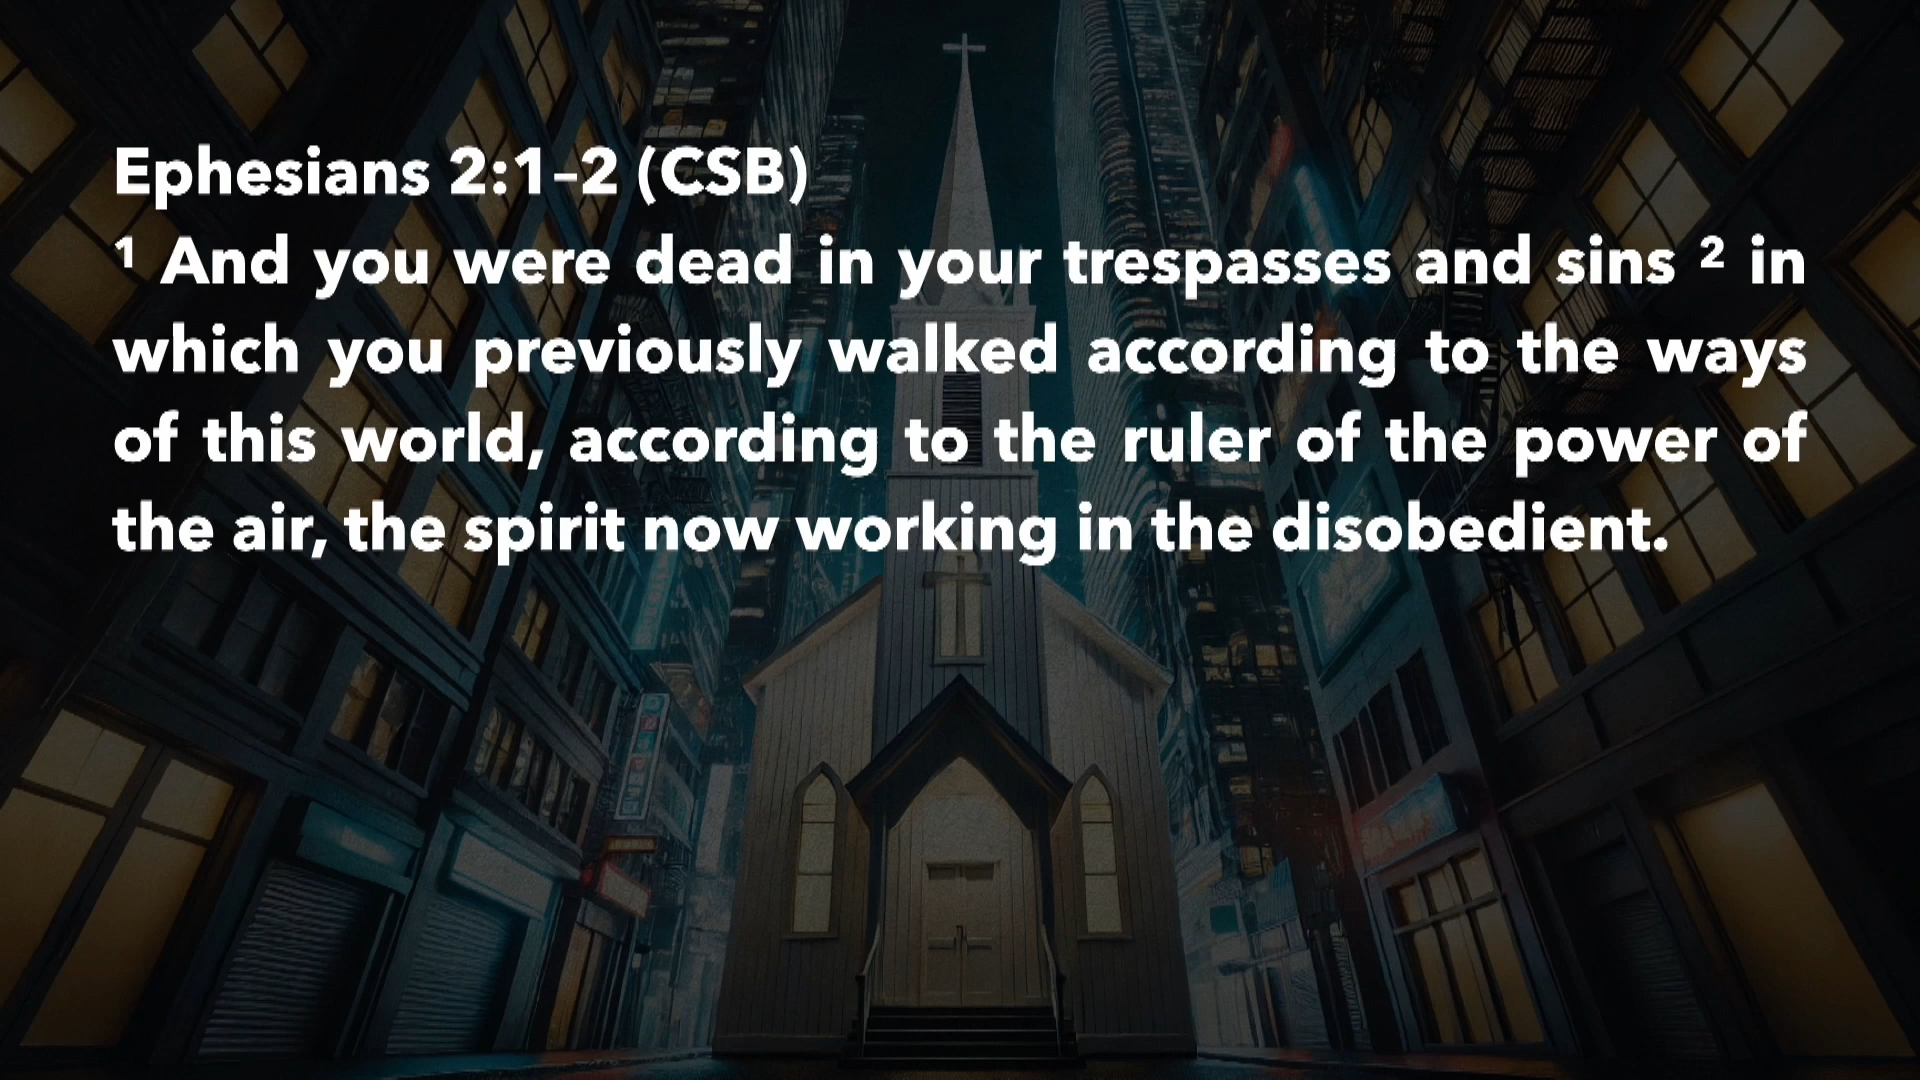 Ephesians 2:1–2 (CSB)
¹ And you were dead in your trespasses and sins ² in
which you previously walked according to the ways
of this world, according to the ruler of the power of
the air, the spirit now working in the disobedient.